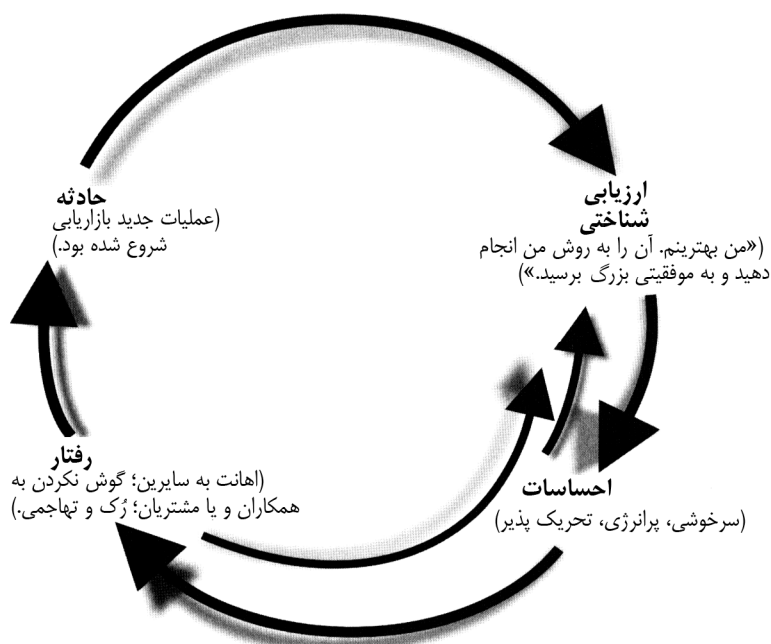 حادثه
(عملیات جدید بازاریابی
شروع شده بود.)
ارزیابی
شناختی
(«من بهترینم. آن را به روش من انجام
دهید و به موفقیتی بزرگ برسید.»)
احساسات
(سرخوشی، پرانرژی، تحریک پذیر)
رفتار
(اهانت به سایرین؛ گوش نکردن به
همکاران و یا مشتریان؛ رُک و تهاجمی.)